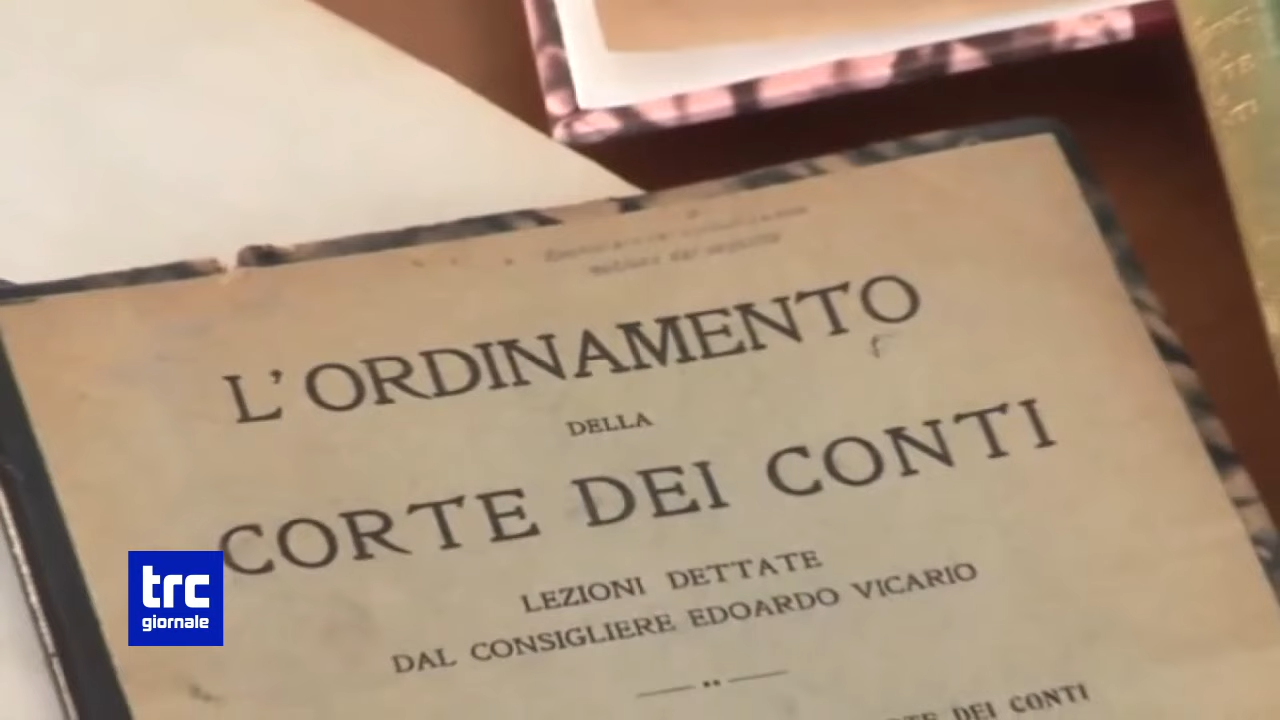 L'ORDINAMENTO
DELLA
CORTE DEI CONTI
LEZIONI DETTATE
DAL CONSIGLIERE EDOARDO VICARIO
DEI CONTI
trc
giornale